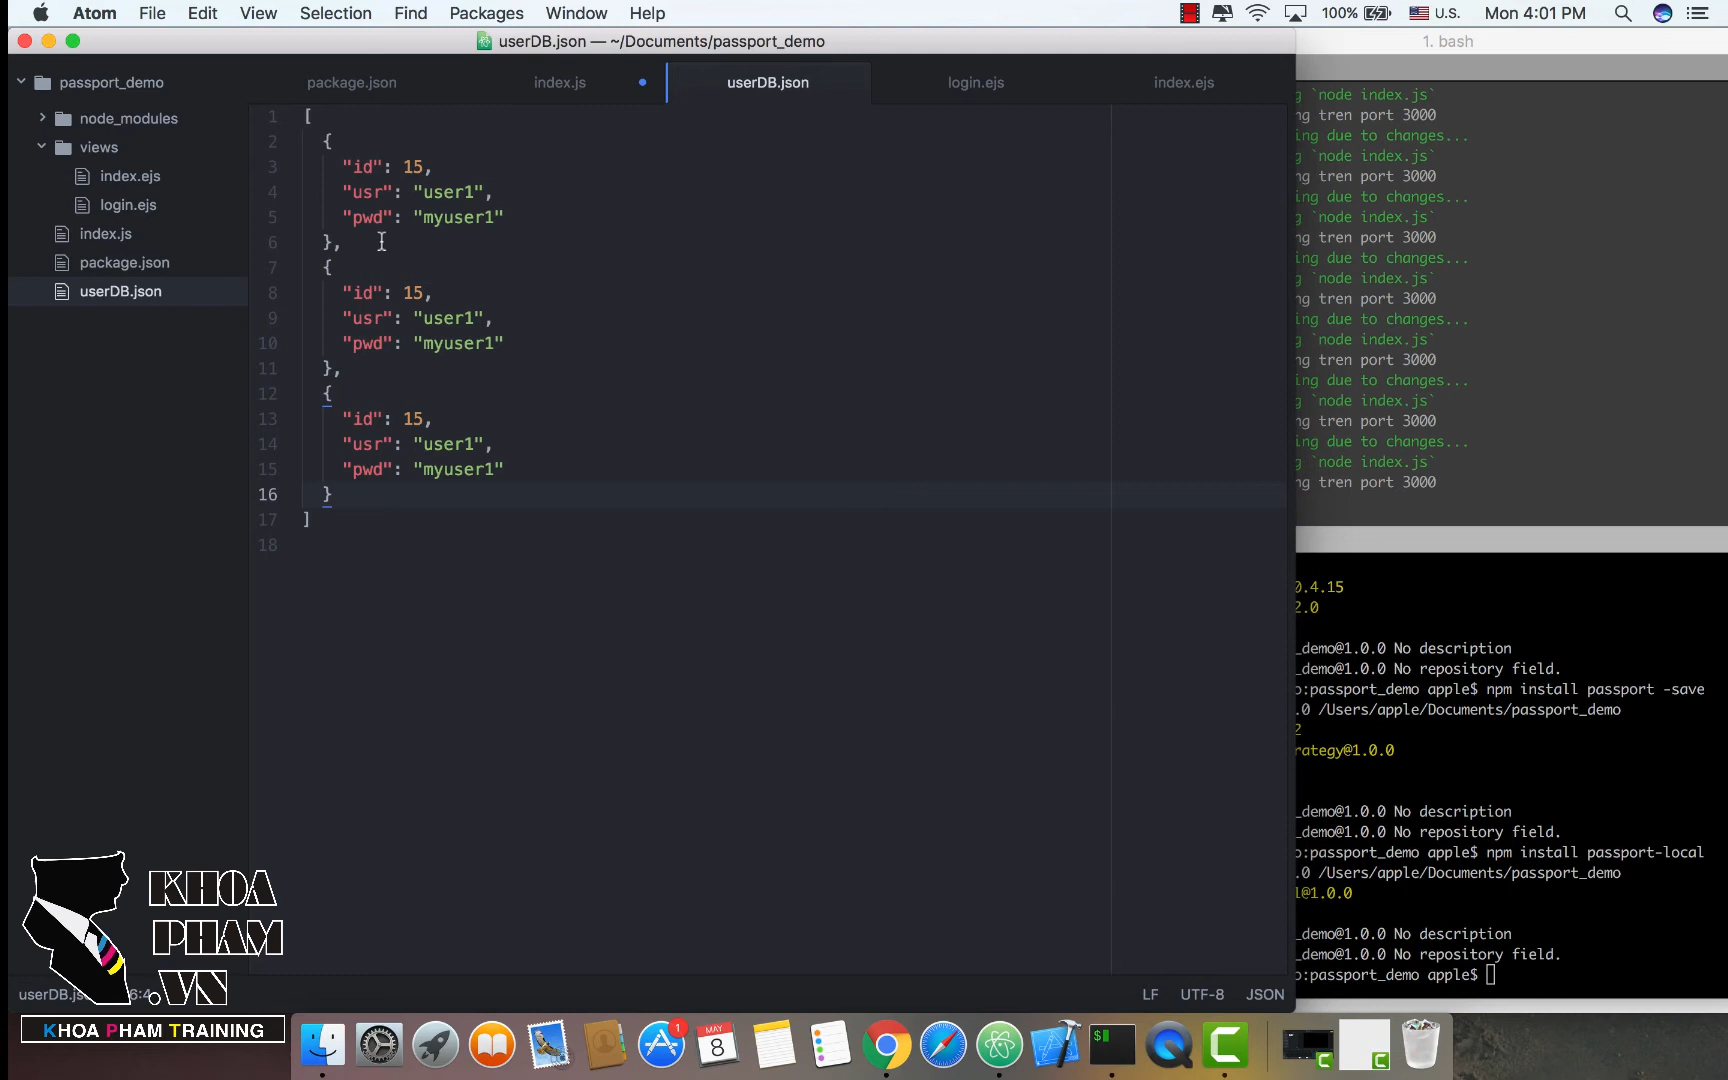 Atom File Edit View Selection Find Packages Window Help 100% U.S. Mon 4:01 PM
userDB.json — ~/Documents/passport_demo
1. bash
passport_demo
node_modules
views
index.ejs
login.ejs
index.js
package.json
userDB.json
package.json index.js userDB.json login.ejs index.ejs
1 [
2 {
3 "id": 15,
4 "usr": "user1",
5 "pwd": "myuser1"
6 },
7 {
8 "id": 15,
9 "usr": "user1",
10 "pwd": "myuser1"
11 },
12 {
13 "id": 15,
14 "usr": "user1",
15 "pwd": "myuser1"
16 }
17 ]
18
g `node index.js`
ng tren port 3000
ing due to changes...
g `node index.js`
ng tren port 3000
ing due to changes...
g `node index.js`
ng tren port 3000
ing due to changes...
g `node index.js`
ng tren port 3000
ing due to changes...
g `node index.js`
ng tren port 3000
ing due to changes...
g `node index.js`
ng tren port 3000
ing due to changes...
g `node index.js`
ng tren port 3000
0.4.15
2.0
_demo@1.0.0 No description
_demo@1.0.0 No repository field.
o:passport_demo apple$ npm install passport -save
.0 /Users/apple/Documents/passport_demo
2
rategy@1.0.0
_demo@1.0.0 No description
_demo@1.0.0 No repository field.
o:passport_demo apple$ npm install passport-local
.0 /Users/apple/Documents/passport_demo
l@1.0.0
_demo@1.0.0 No description
_demo@1.0.0 No repository field.
o:passport_demo apple$
KHOA
PHAM
.VN
KHOA PHAM TRAINING
LF UTF-8 JSON
1
MAY
8